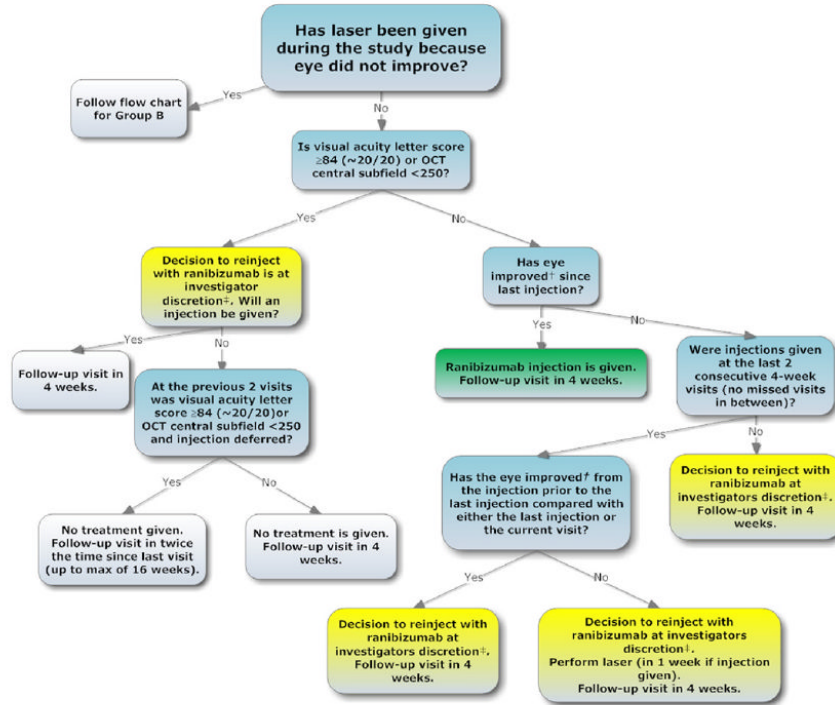 Has laser been given
during the study because
eye did not improve?
Yes
No
Follow flow chart
for Group B
Is visual acuity letter score
≥84 (~20/20) or OCT
central subfield <250?
Yes
No
Decision to reinject
with ranibizumab is at
investigator
discretion‡. Will an
injection be given?
Has eye
improved† since
last injection?
Yes
No
Yes
No
Follow-up visit in
4 weeks.
At the previous 2 visits
was visual acuity letter
score ≥84 (~20/20)or
OCT central subfield <250
and injection deferred?
Ranibizumab injection is given.
Follow-up visit in 4 weeks.
Were injections given
at the last 2
consecutive 4-week
visits (no missed visits
in between)?
Yes
No
Yes
No
No treatment given.
Follow-up visit in twice
the time since last visit
(up to max of 16 weeks).
No treatment is given.
Follow-up visit in 4
weeks.
Has the eye improved† from
the injection prior to the
last injection compared with
either the last injection or
the current visit?
Decision to reinject with
ranibizumab at
investigators discretion‡.
Follow-up visit in 4
weeks.
Yes
No
Decision to reinject with
ranibizumab at
investigators discretion‡.
Follow-up visit in 4
weeks.
Decision to reinject with
ranibizumab at investigators
discretion‡.
Perform laser (in 1 week if injection
given).
Follow-up visit in 4 weeks.